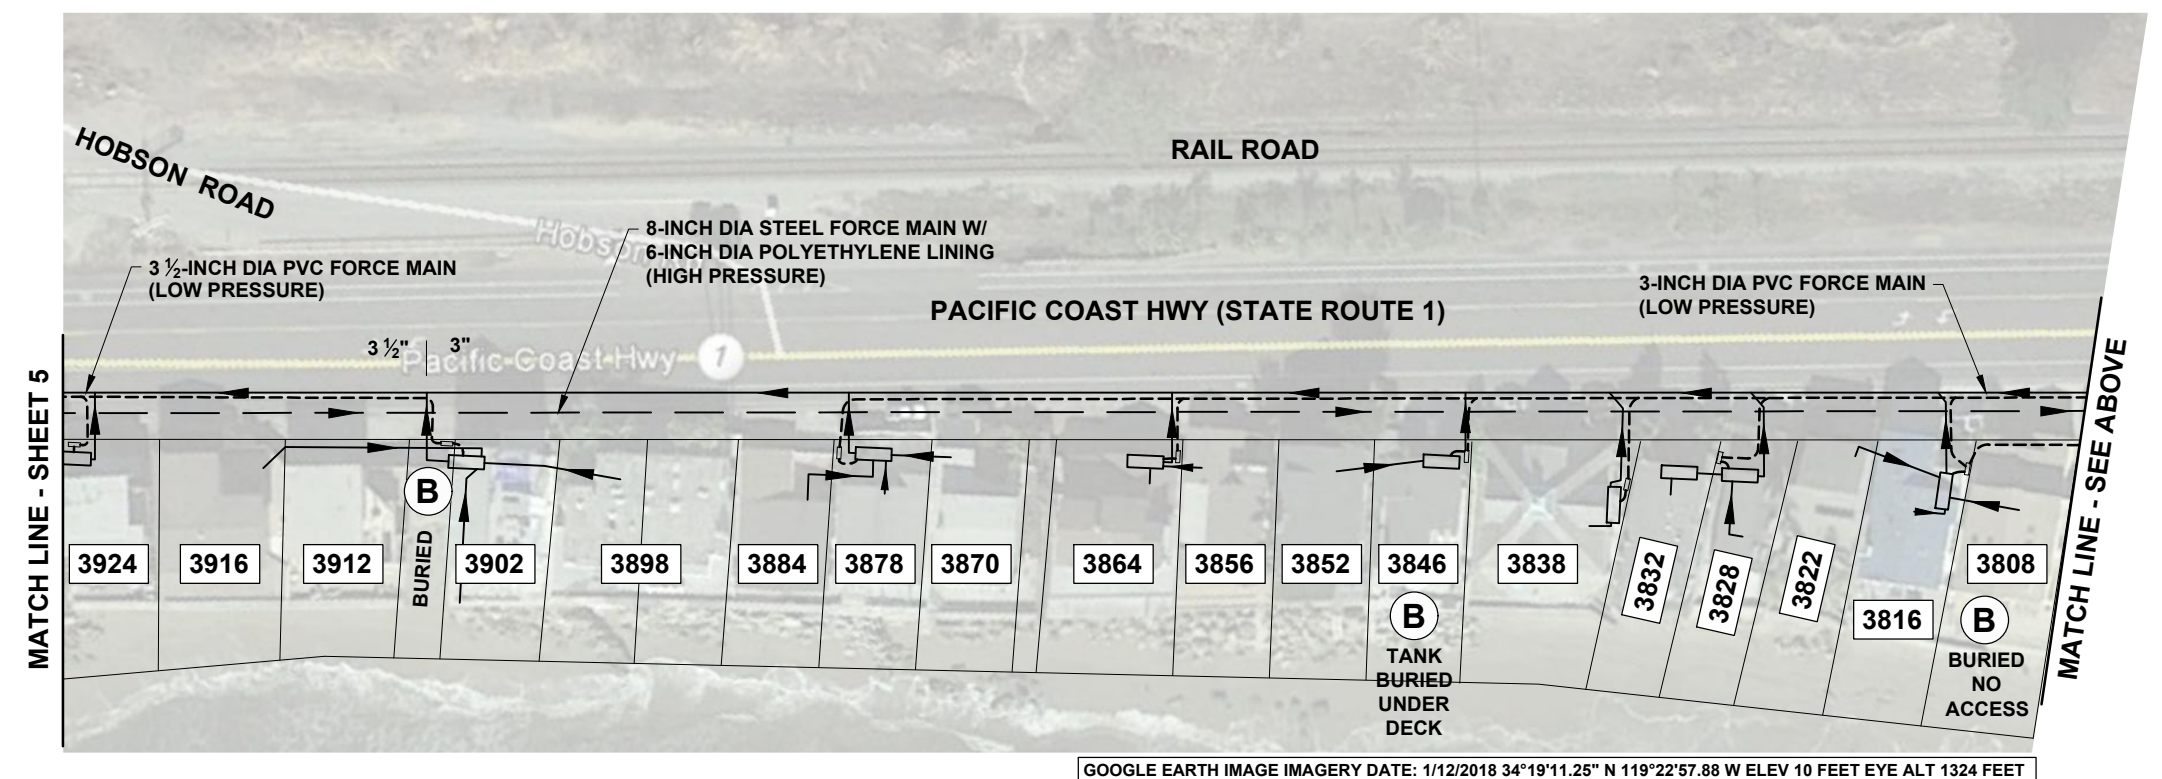 HOBSON ROAD
RAIL ROAD
Hobson Rd
8-INCH DIA STEEL FORCE MAIN W/
6-INCH DIA POLYETHYLENE LINING
(HIGH PRESSURE)
3 ½-INCH DIA PVC FORCE MAIN
(LOW PRESSURE)
3-INCH DIA PVC FORCE MAIN
(LOW PRESSURE)
PACIFIC COAST HWY (STATE ROUTE 1)
3 ½" 3"
Pacific Coast Hwy 1
MATCH LINE - SHEET 5
MATCH LINE - SEE ABOVE
B
BURIED
3924 3916 3912 3902 3898 3884 3878 3870 3864 3856 3852 3846 3838 3832 3828 3822 3816 3808
B
TANK
BURIED
UNDER
DECK
B
BURIED
NO
ACCESS
GOOGLE EARTH IMAGE IMAGERY DATE: 1/12/2018 34°19'11.25" N 119°22'57.88 W ELEV 10 FEET EYE ALT 1324 FEET